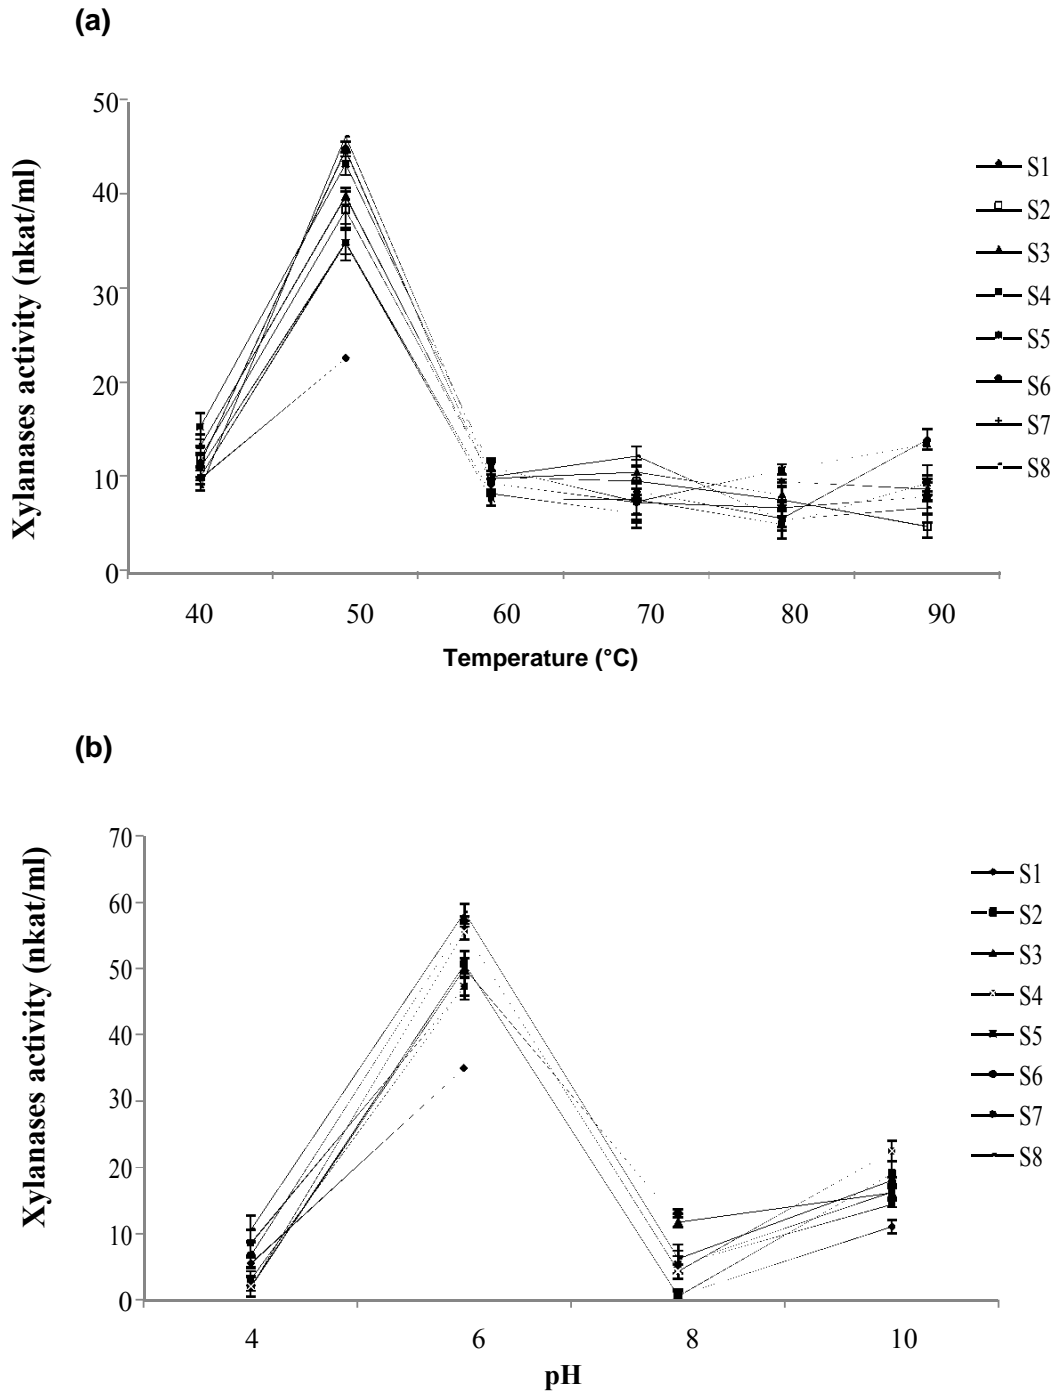 (a)
Xylanases activity (nkat/ml)
50
40
30
20
10
0
40 50 60 70 80 90
Temperature (°C)
S1
S2
S3
S4
S5
S6
S7
S8
(b)
Xylanases activity (nkat/ml)
70
60
50
40
30
20
10
0
4 6 8 10
pH
S1
S2
S3
S4
S5
S6
S7
S8